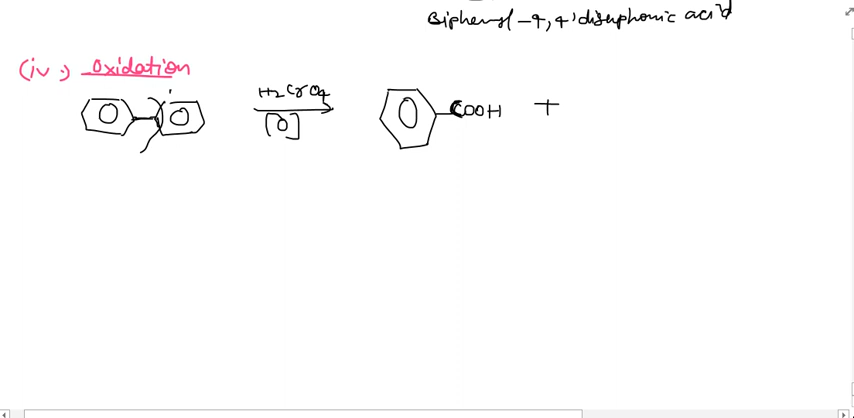 Biphenyl-4,4'disulphonic acid
(iv.) Oxidation
H2CrO4
[O]
COOH +